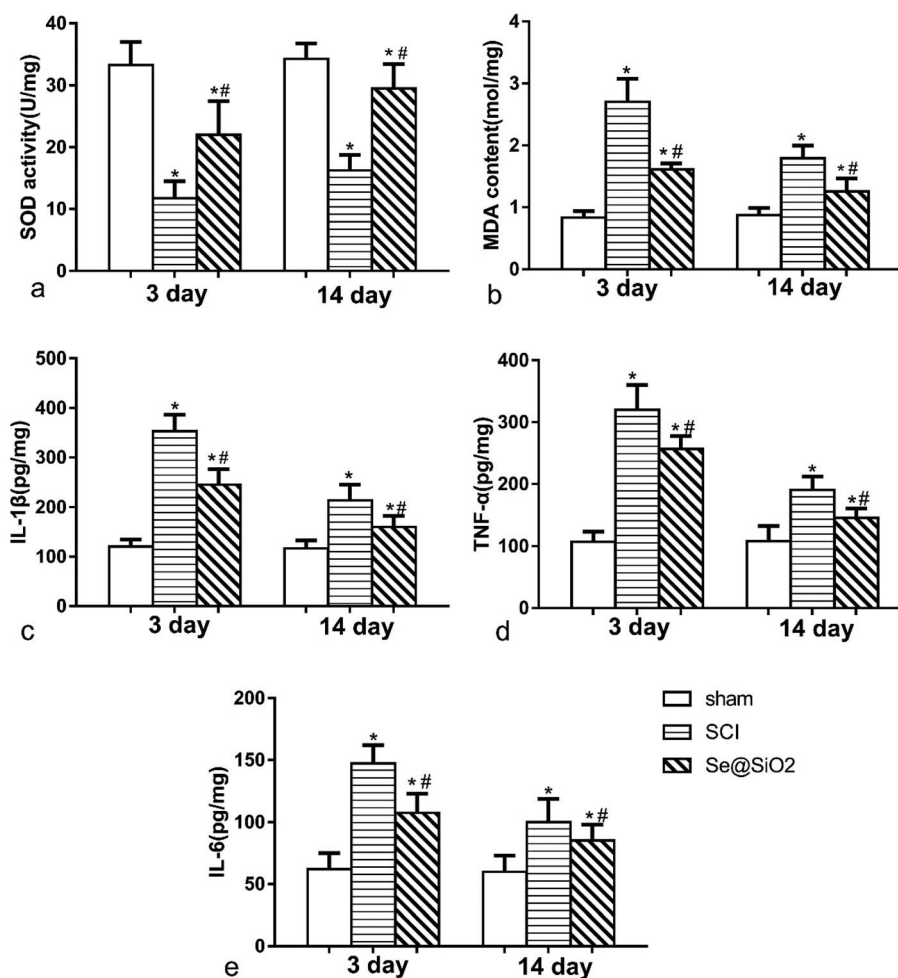 SOD activity(U/mg)
40
30
20
10
0
*
*#
*
*#
3 day
14 day
a
MDA content(mol/mg)
4
3
2
1
0
*
*#
*
*#
3 day
14 day
b
IL-1β(pg/mg)
500
400
300
200
100
0
*
*#
*
*#
3 day
14 day
c
TNF-α(pg/mg)
400
300
200
100
0
*
*#
*
*#
3 day
14 day
d
IL-6(pg/mg)
200
150
100
50
0
*
*#
*
*#
3 day
14 day
e
sham
SCI
Se@SiO2